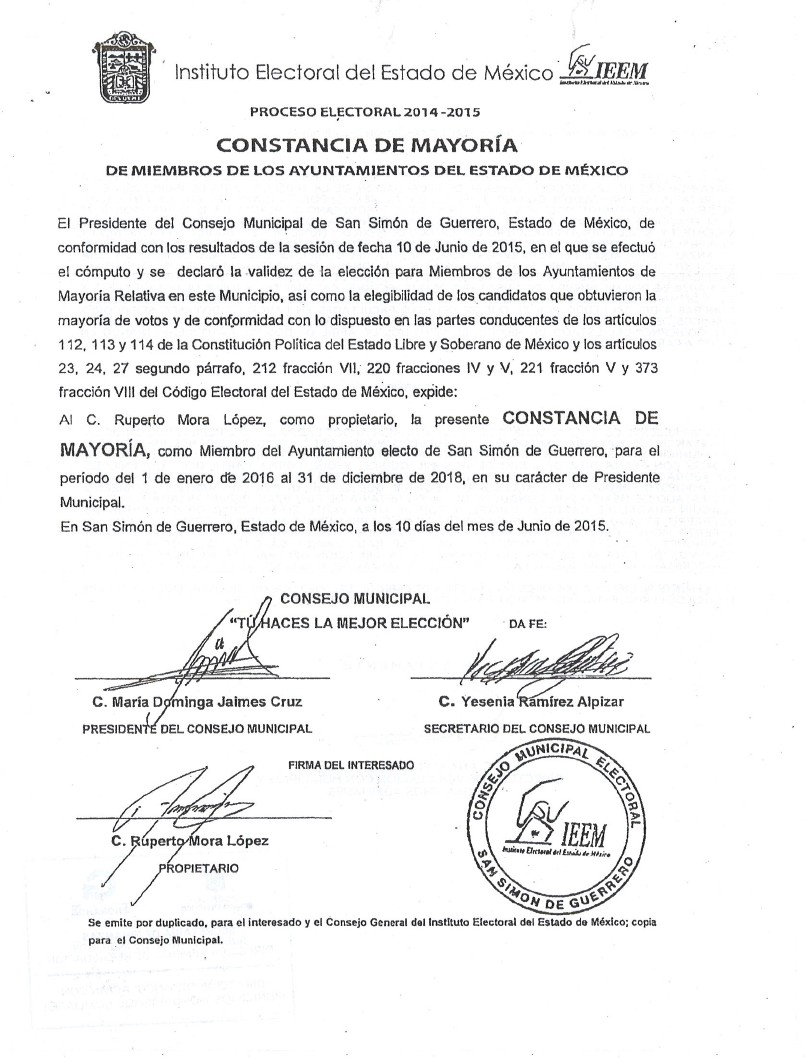 Instituto Electoral del Estado de México IEEM
Instituto Electoral del Estado de México
PROCESO ELECTORAL 2014-2015
CONSTANCIA DE MAYORÍA
DE MIEMBROS DE LOS AYUNTAMIENTOS DEL ESTADO DE MÉXICO
El Presidente del Consejo Municipal de San Simón de Guerrero, Estado de México, de
conformidad con los resultados de la sesión de fecha 10 de Junio de 2015, en el que se efectuó
el cómputo y se declaró la validez de la elección para Miembros de los Ayuntamientos de
Mayoría Relativa en este Municipio, así como la elegibilidad de los candidatos que obtuvieron la
mayoría de votos y de conformidad con lo dispuesto en las partes conducentes de los artículos
112, 113 y 114 de la Constitución Política del Estado Libre y Soberano de México y los artículos
23, 24, 27 segundo párrafo, 212 fracción VII, 220 fracciones IV y V, 221 fracción V y 373
fracción VIII del Código Electoral del Estado de México, expide:
Al C. Ruperto Mora López, como propietario, la presente CONSTANCIA DE
MAYORÍA, como Miembro del Ayuntamiento electo de San Simón de Guerrero, para el
período del 1 de enero de 2016 al 31 de diciembre de 2018, en su carácter de Presidente
Municipal.
En San Simón de Guerrero, Estado de México, a los 10 días del mes de Junio de 2015.
CONSEJO MUNICIPAL
"TÚ HACES LA MEJOR ELECCIÓN" DA FE:
C. María Dominga Jaimes Cruz C. Yesenia Ramírez Alpizar
PRESIDENTE DEL CONSEJO MUNICIPAL SECRETARIO DEL CONSEJO MUNICIPAL
FIRMA DEL INTERESADO
C. Ruperto Mora López
PROPIETARIO
CONSEJO MUNICIPAL ELECTORAL
IEEM
Instituto Electoral del Estado de México
SAN SIMON DE GUERRERO
Se emite por duplicado, para el interesado y el Consejo General del Instituto Electoral del Estado de México; copia
para el Consejo Municipal.